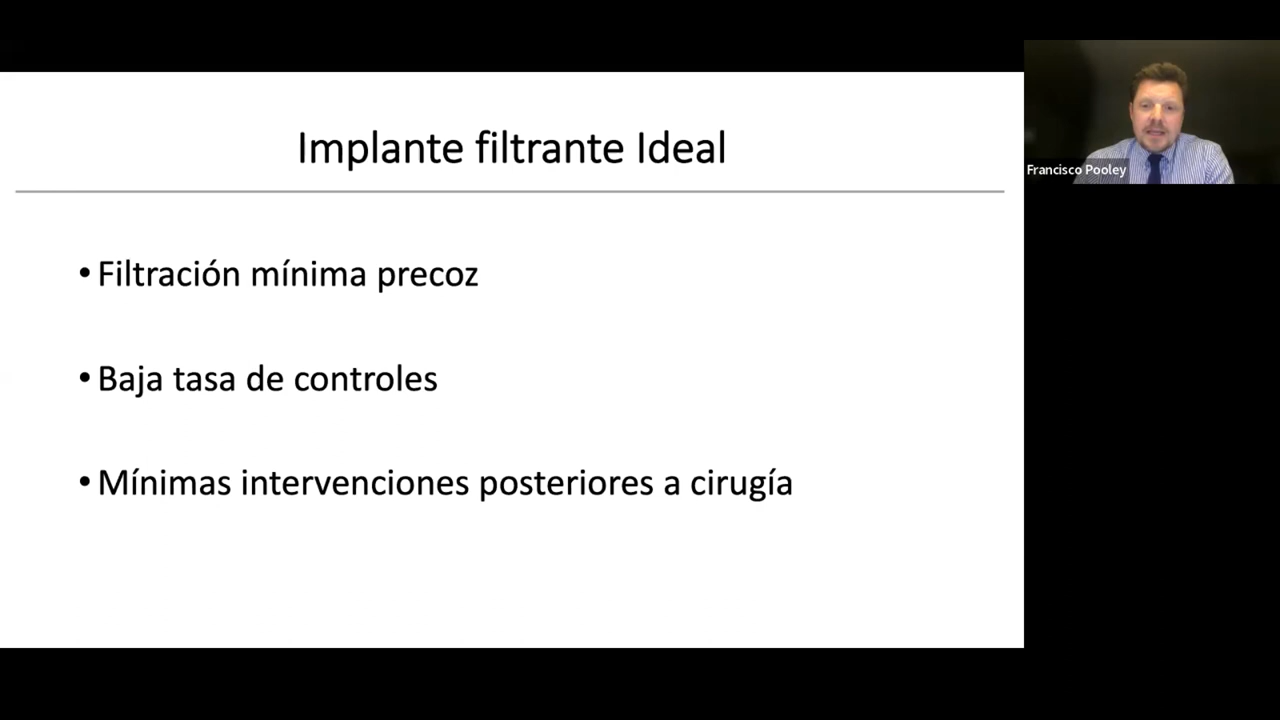 Implante filtrante Ideal
• Filtración mínima precoz
• Baja tasa de controles
• Mínimas intervenciones posteriores a cirugía
Francisco Pooley